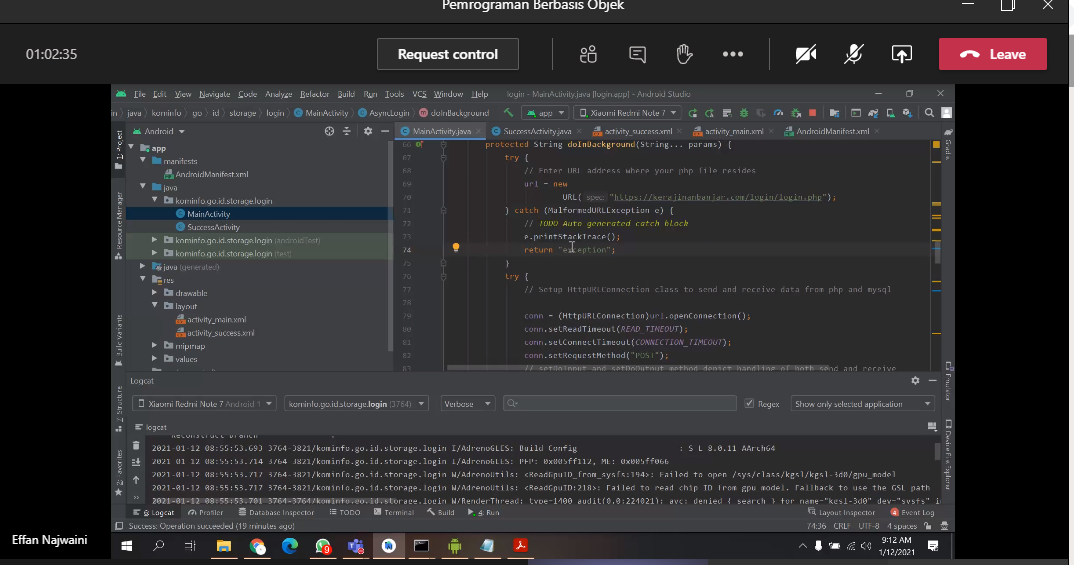 Pemrograman Berbasis Objek
01:02:35
Request control
Leave
File Edit View Navigate Code Analyze Refactor Build Run Tools VCS Window Help
login - MainActivity.java [login.app] - Android Studio
java kominfo go id storage login MainActivity AsyncLogin doInBackground
app
Xiaomi Redmi Note 7
Android
MainActivity.java
SuccessActivity.java
activity_success.xml
activity_main.xml
AndroidManifest.xml
app
manifests
AndroidManifest.xml
java
kominfo.go.id.storage.login
MainActivity
SuccessActivity
kominfo.go.id.storage.login (androidTest)
kominfo.go.id.storage.login (test)
java (generated)
res
drawable
layout
activity_main.xml
activity_success.xml
mipmap
values
Project
Resource Manager
Build Variants
Structure
Favorites
Gradle
Emulator
66 protected String doInBackground(String... params) {
67 try {
68 // Enter URL address where your php file resides
69 url = new
70 URL( spec: "https://kerajinanbanjar.com/login/login.php");
71 } catch (MalformedURLException e) {
72 // TODO Auto generated catch block
73 e.printStackTrace();
74 return "exception";
75 }
76 try {
77 // Setup HttpURLConnection class to send and receive data from php and mysql
79 conn = (HttpURLConnection)url.openConnection();
80 conn.setReadTimeout(READ_TIMEOUT);
81 conn.setConnectTimeout(CONNECTION_TIMEOUT);
82 conn.setRequestMethod("POST");
83 // setDoInput and setDoOutput method depict handling of both send and receive
Logcat
Xiaomi Redmi Note 7 Android 1
kominfo.go.id.storage.login (3764)
Verbose
Regex
Show only selected application
logcat
Reconstruct Branch :
2021-01-12 08:55:53.693 3764-3821/kominfo.go.id.storage.login I/AdrenoGLES: Build Config : S L 8.0.11 AArch64
2021-01-12 08:55:53.714 3764-3821/kominfo.go.id.storage.login I/AdrenoGLES: PFP: 0x005ff112, ME: 0x005ff066
2021-01-12 08:55:53.717 3764-3821/kominfo.go.id.storage.login W/AdrenoUtils: <ReadGpuID_from_sysfs:194>: Failed to open /sys/class/kgsl/kgsl-3d0/gpu_model
2021-01-12 08:55:53.717 3764-3821/kominfo.go.id.storage.login W/AdrenoUtils: <ReadGpuID:218>: Failed to read chip ID from gpu model. Fallback to use the GSL path
2021-01-12 08:55:53.701 3764-3764/kominfo.go.id.storage.login W/RenderThread: type=1400 audit(0.0:224021): avc: denied { search } for name="kgsl-3d0" dev="sysfs"
6: Logcat
Profiler
Database Inspector
TODO
Terminal
Build
4: Run
Layout Inspector
Event Log
Success: Operation succeeded (19 minutes ago)
74:36 CRLF UTF-8 4 spaces
Effan Najwaini
9
9:12 AM
1/12/2021